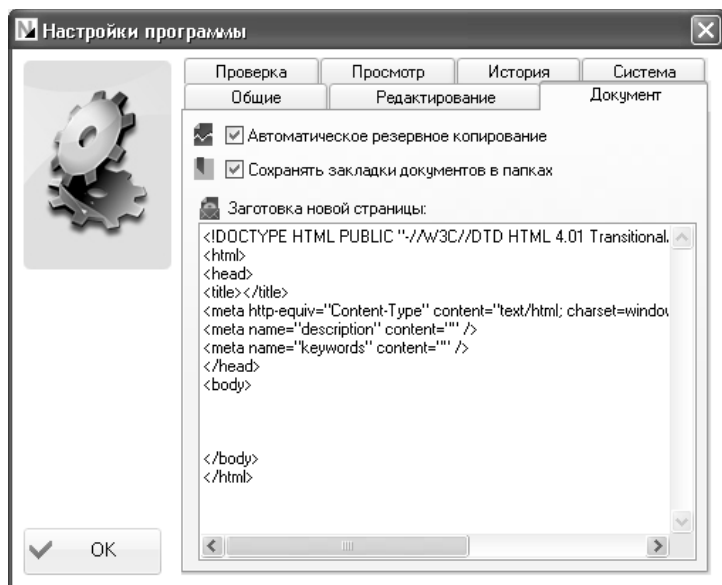 Настройки программы
Проверка Просмотр История Система
Общие Редактирование Документ
Автоматическое резервное копирование
Сохранять закладки документов в папках
Заготовка новой страницы:
<!DOCTYPE HTML PUBLIC "-//W3C//DTD HTML 4.01 Transitional.
<html>
<head>
<title></title>
<meta http-equiv="Content-Type" content="text/html; charset=windov
<meta name="description" content="" />
<meta name="keywords" content="" />
</head>
<body>
</body>
</html>
OK